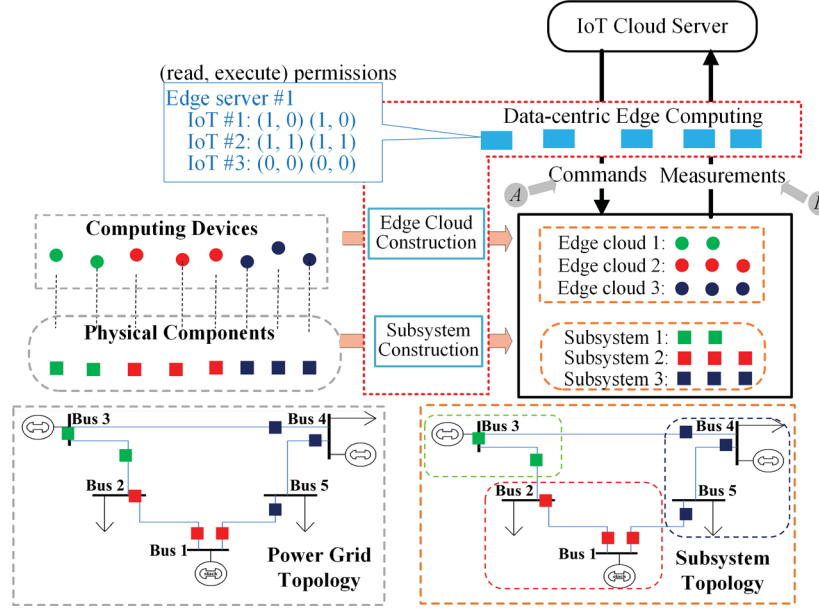 IoT Cloud Server
(read, execute) permissions
Edge server #1
IoT #1: (1, 0) (1, 0)
IoT #2: (1, 1) (1, 1)
IoT #3: (0, 0) (0, 0)
Data-centric Edge Computing
Commands
Measurements
A
Computing Devices
Edge Cloud
Construction
Edge cloud 1:
Edge cloud 2:
Edge cloud 3:
Physical Components
Subsystem
Construction
Subsystem 1:
Subsystem 2:
Subsystem 3:
Bus 3
Bus 4
Bus 2
Bus 5
Bus 1
Power Grid
Topology
Bus 3
Bus 4
Bus 2
Bus 5
Bus 1
Subsystem
Topology